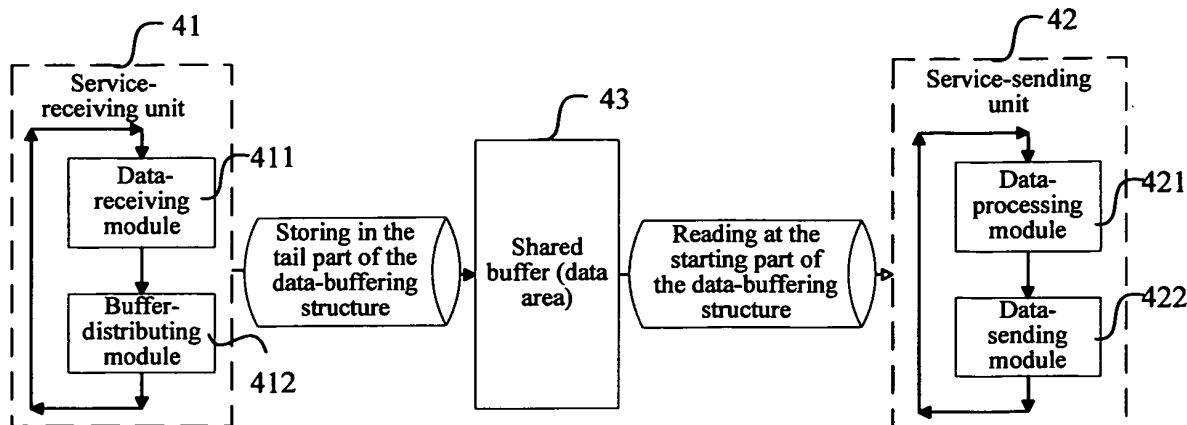 41
Service-
receiving unit
411
Data-
receiving
module
Buffer-
distributing
module
412
Storing in the
tail part of the
data-buffering
structure
43
Shared
buffer (data
area)
Reading at the
starting part of
the data-buffering
structure
42
Service-sending
unit
421
Data-
processing
module
422
Data-
sending
module